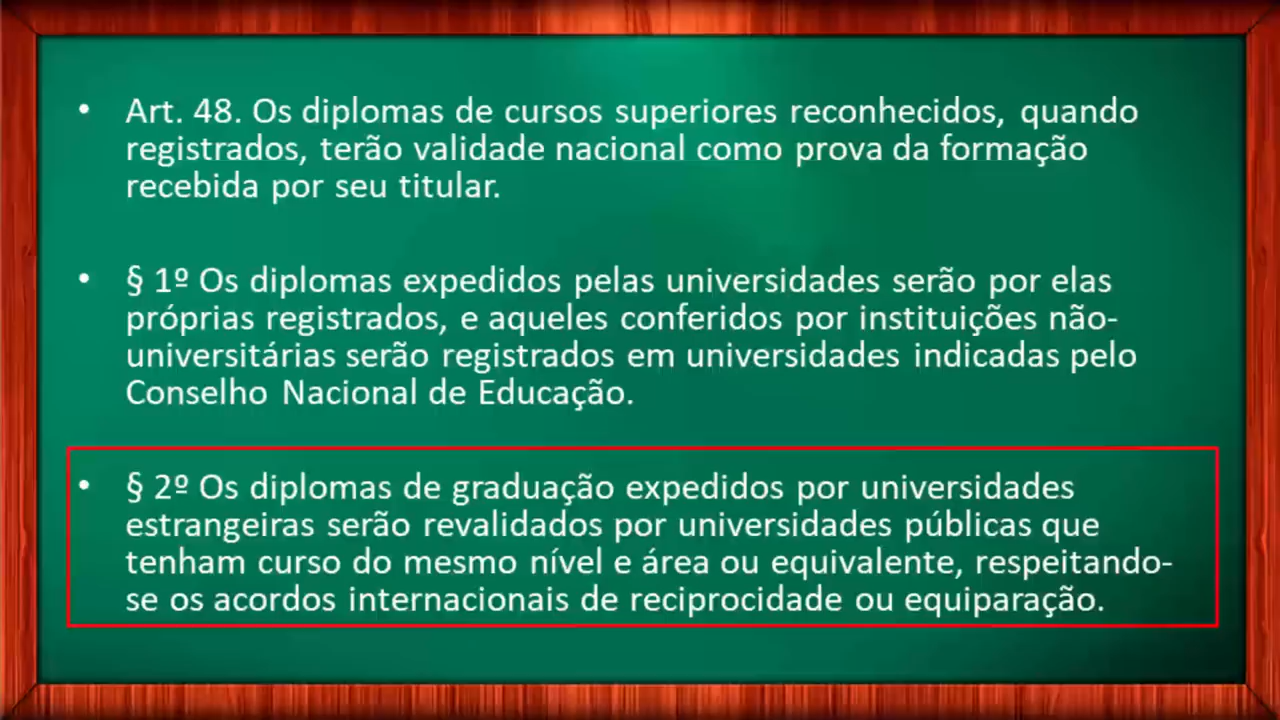 • Art. 48. Os diplomas de cursos superiores reconhecidos, quando
registrados, terão validade nacional como prova da formação
recebida por seu titular.
• § 1º Os diplomas expedidos pelas universidades serão por elas
próprias registrados, e aqueles conferidos por instituições não-
universitárias serão registrados em universidades indicadas pelo
Conselho Nacional de Educação.
• § 2º Os diplomas de graduação expedidos por universidades
estrangeiras serão revalidados por universidades públicas que
tenham curso do mesmo nível e área ou equivalente, respeitando-
se os acordos internacionais de reciprocidade ou equiparação.